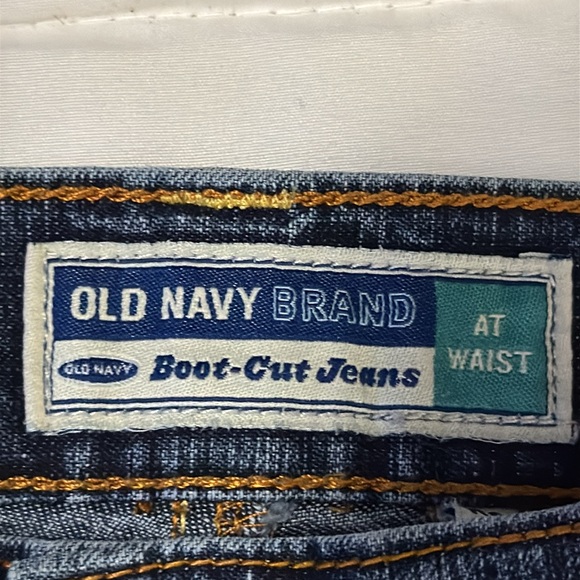 OLD NAVY BRAND
OLD NAVY Boot-Cut Jeans
AT
WAIST